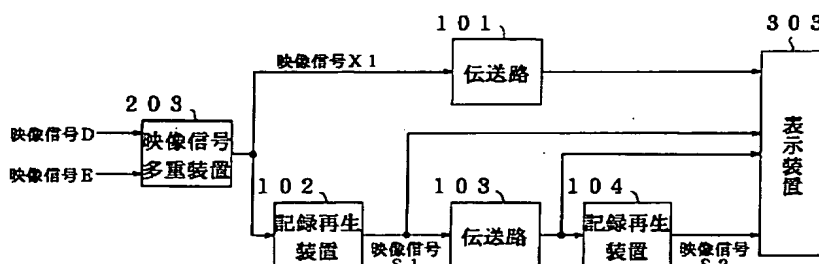 101
303
映像信号X1
伝送路
203
映像信号D
映像信号
多重装置
映像信号E
表示装置
102
103
104
記録再生
装置
映像信号
S1
伝送路
記録再生
装置
映像信号
S2